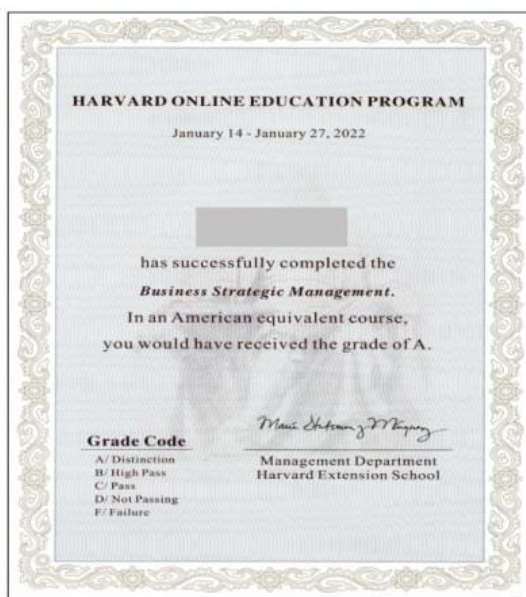 HARVARD ONLINE EDUCATION PROGRAM
January 14 - January 27, 2022
has successfully completed the
Business Strategic Management.
In an American equivalent course,
you would have received the grade of A.
Grade Code
A/ Distinction
B/ High Pass
C/ Pass
D/ Not Passing
F/ Failure
Management Department
Harvard Extension School